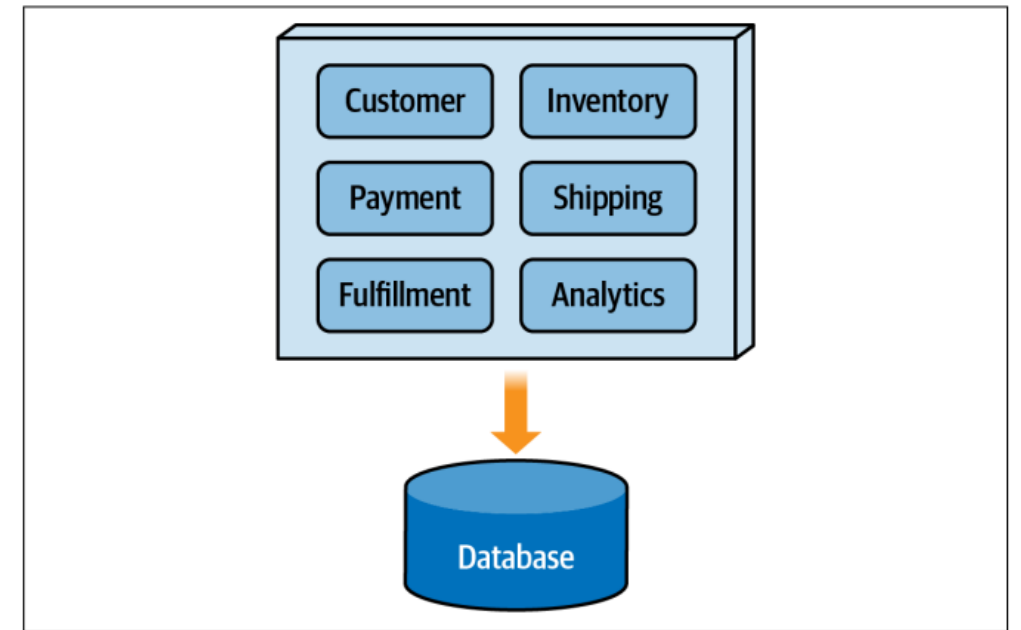 Customer
Inventory
Payment
Shipping
Fulfillment
Analytics
Database